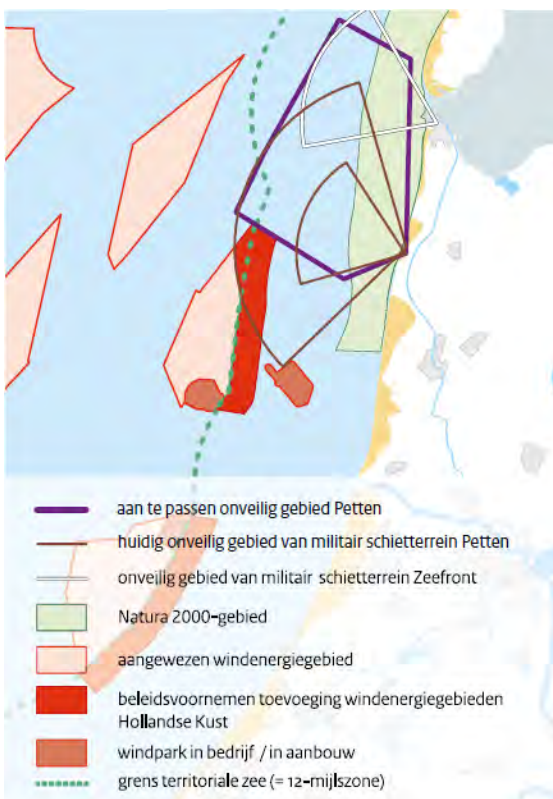 aan te passen onveilig gebied Petten
huidig onveilig gebied van militair schietterrein Petten
onveilig gebied van militair schietterrein Zeefront
Natura 2000-gebied
aangewezen windenergiegebied
beleidsvoornemen toevoeging windenergiegebieden
Hollandse Kust
windpark in bedrijf / in aanbouw
grens territoriale zee (= 12-mijlszone)